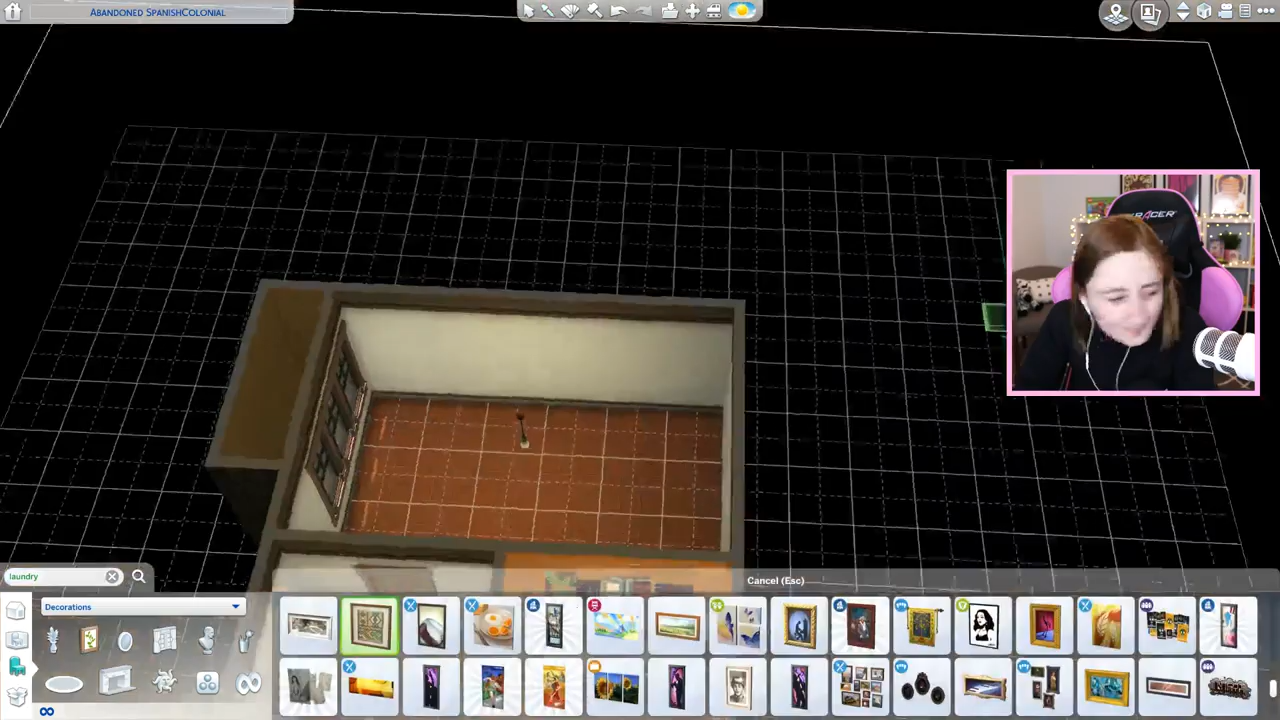 ABANDONED SPANISHCOLONIAL
RACER
laundry
Cancel (Esc)
Decorations